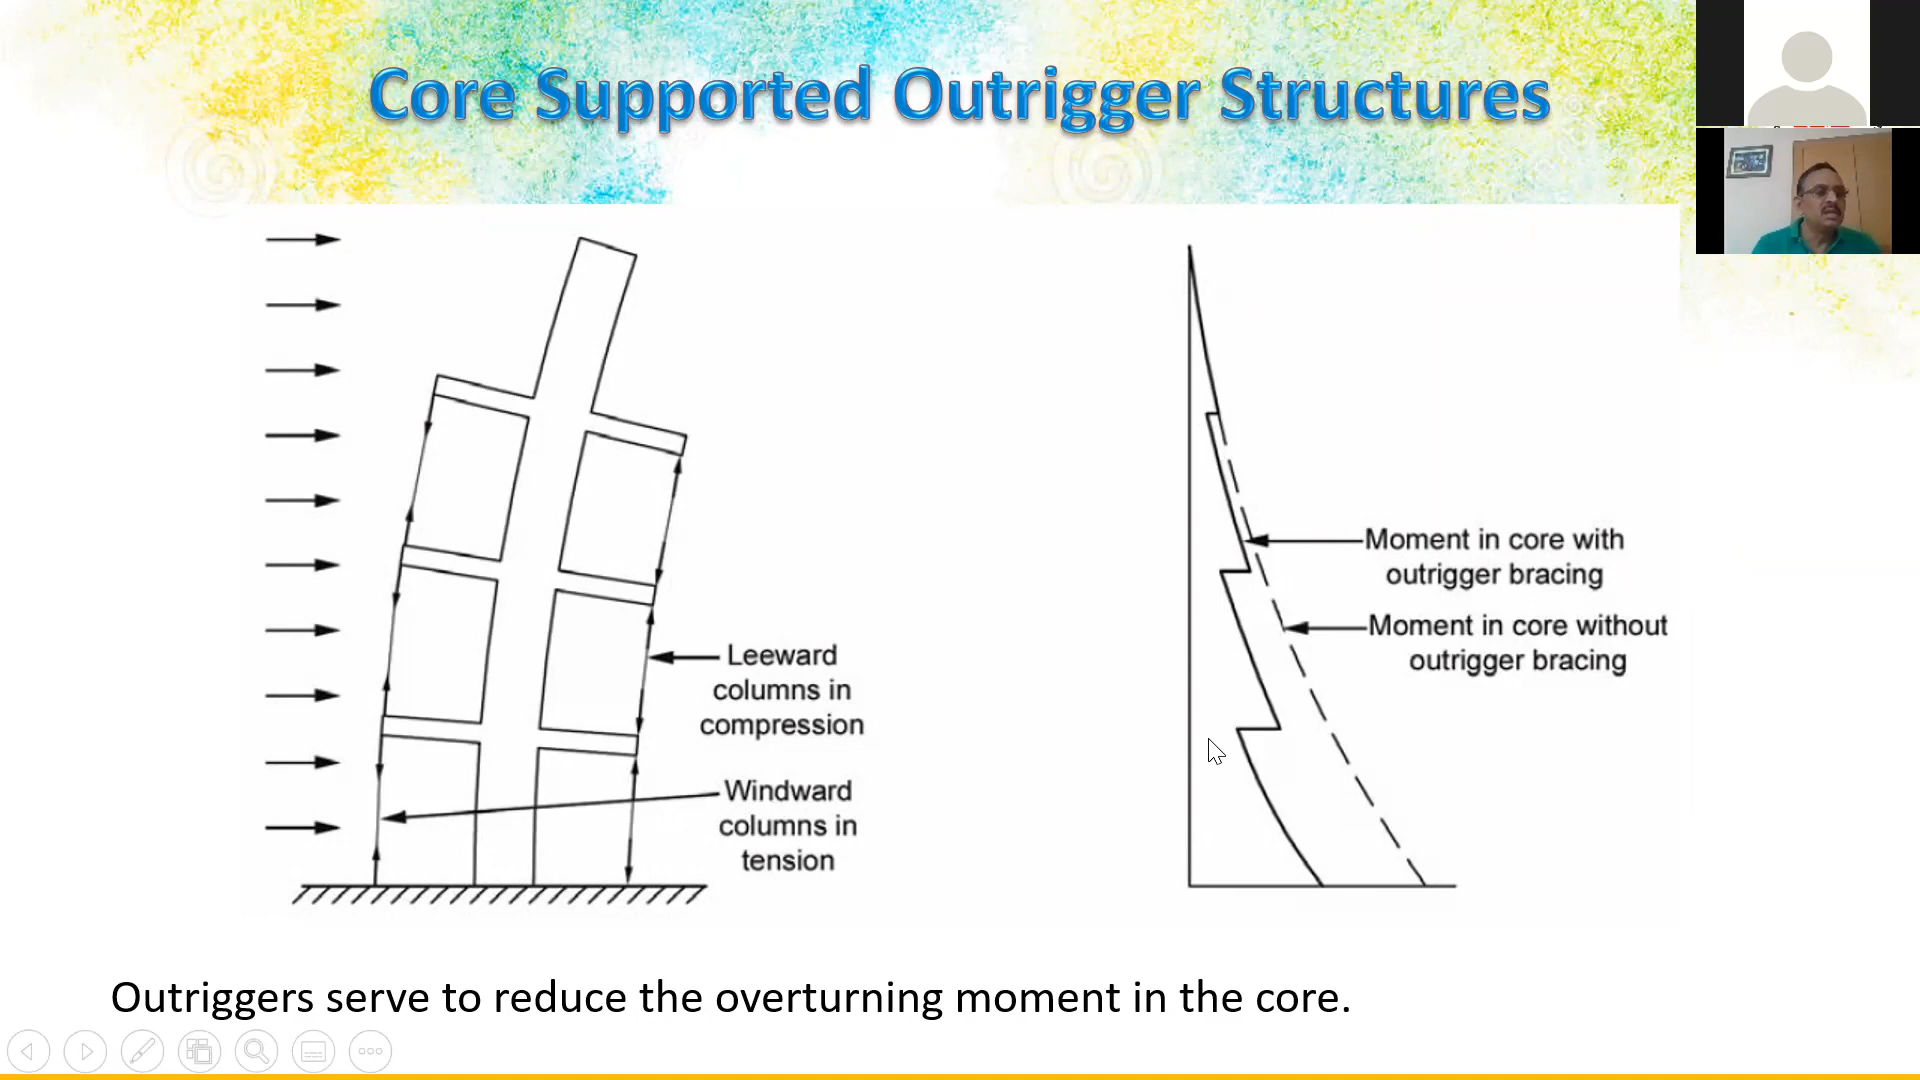 Core Supported Outrigger Structures
Leeward
columns in
compression
Windward
columns in
tension
Moment in core with
outrigger bracing
Moment in core without
outrigger bracing
Outriggers serve to reduce the overturning moment in the core.